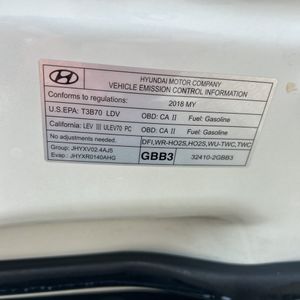 HYUNDAI MOTOR COMPANY
VEHICLE EMISSION CONTROL INFORMATION
Conforms to regulations: 2018 MY
U.S.EPA: T3B70 LDV OBD: CA II Fuel: Gasoline
California: LEV III ULEV70 PC OBD: CA II Fuel: Gasoline
No adjustments needed. DFI,WR-HO2S,HO2S,WU-TWC,TWC
Group: JHYXV02.4AJ5 GBB3 32410-2GBB3
Evap: JHYXR0140AHG